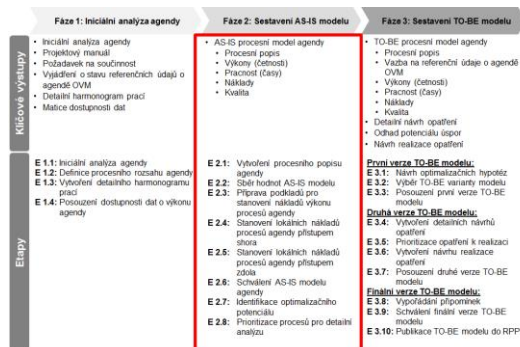 Fáze 1: Iniciální analýza agendy
Fáze 2: Sestavení AS-IS modelu
Fáze 3: Sestavení TO-BE modelu
Klíčové výstupy
• Iniciální analýza agendy
• Projektový manuál
• Požadavek na součinnost
• Vyjádření o stavu referenčních údajů o
agendě OVM
• Detailní harmonogram prací
• Matice dostupnosti dat
• AS-IS procesní model agendy
• Procesní popis
• Výkony (četnosti)
• Pracnost (časy)
• Náklady
• Kvalita
• TO-BE procesní model agendy
• Procesní popis
• Vazba na referenční údaje o agendě
OVM
• Výkony (četnosti)
• Pracnost (časy)
• Náklady
• Kvalita
• Detailní návrh opatření
• Odhad potenciálu úspor
• Návrh realizace opatření
Etapy
E 1.1: Iniciální analýza agendy
E 1.2: Definice procesního rozsahu agendy
E 1.3: Vytvoření detailního harmonogramu
prací
E 1.4: Posouzení dostupnosti dat o výkonu
agendy
E 2.1: Vytvoření procesního popisu
agendy
E 2.2: Sběr hodnot AS-IS modelu
E 2.3: Příprava podkladů pro
stanovení nákladů výkonu
procesů agendy
E 2.4: Stanovení lokálních nákladů
procesů agendy přístupem
shora
E 2.5: Stanovení lokálních nákladů
procesů agendy přístupem
zdola
E 2.6: Schválení AS-IS modelu
agendy
E 2.7: Identifikace optimalizačního
potenciálu
E 2.8: Prioritizace procesů pro detailní
analýzu
První verze TO-BE modelu:
E 3.1: Návrh optimalizačních hypotéz
E 3.2: Výběr TO-BE varianty modelu
E 3.3: Posouzení první verze TO-BE
modelu
Druhá verze TO-BE modelu:
E 3.4: Vytvoření detailních návrhů
opatření
E 3.5: Prioritizace opatření k realizaci
E 3.6: Vytvoření návrhu realizace
opatření
E 3.7: Posouzení druhé verze TO-BE
modelu
Finální verze TO-BE modelu:
E 3.8: Vypořádání připomínek
E 3.9: Schválení finální verze TO-BE
modelu
E 3.10: Publikace TO-BE modelu do RPP